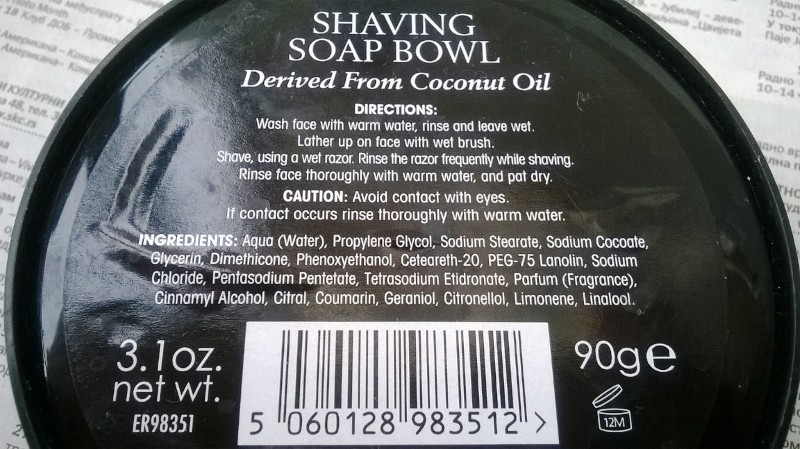 SHAVING
SOAP BOWL
Derived From Coconut Oil
DIRECTIONS:
Wash face with warm water, rinse and leave wet.
Lather up on face with wet brush.
Shave, using a wet razor. Rinse the razor frequently while shaving.
Rinse face thoroughly with warm water, and pat dry.
CAUTION: Avoid contact with eyes.
If contact occurs rinse thoroughly with warm water.
INGREDIENTS: Aqua (Water), Propylene Glycol, Sodium Stearate, Sodium Cocoate,
Glycerin, Dimethicone, Phenoxyethanol, Ceteareth-20, PEG-75 Lanolin, Sodium
Chloride, Pentasodium Pentetate, Tetrasodium Etidronate, Parfum (Fragrance),
Cinnamyl Alcohol, Citral, Coumarin, Geraniol, Citronellol, Limonene, Linalool.
3.1oz.
net wt.
ER98351
5 060128 983512 >
90g e
12M